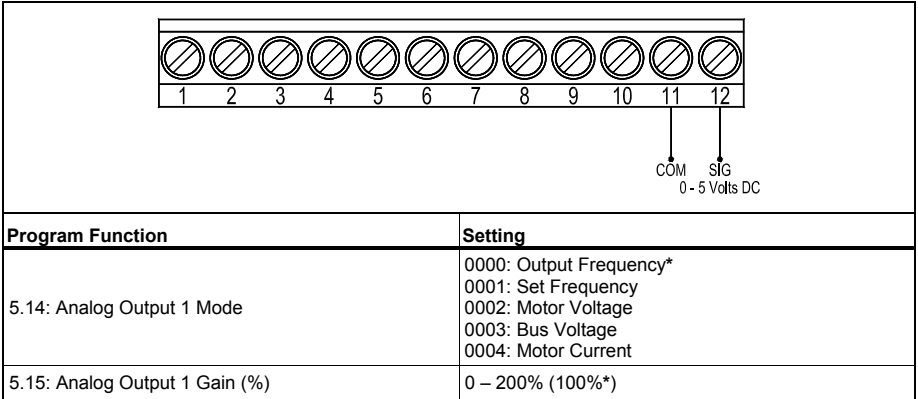 1 2 3 4 5 6 7 8 9 10 11 12
COM SIG
0 - 5 Volts DC
Program Function Setting
5.14: Analog Output 1 Mode
0000: Output Frequency*
0001: Set Frequency
0002: Motor Voltage
0003: Bus Voltage
0004: Motor Current
5.15: Analog Output 1 Gain (%) 0 – 200% (100%*)